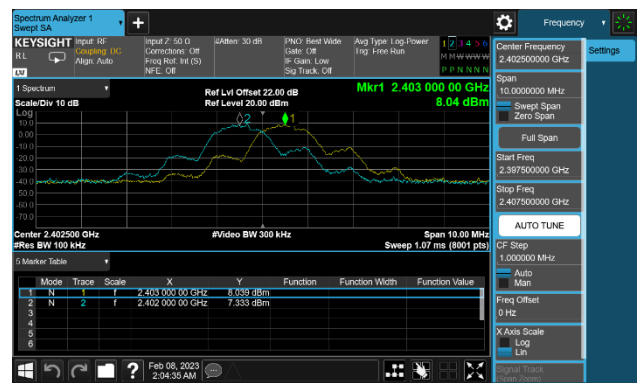 Spectrum Analyzer 1
Swept SA
Frequency
KEYSIGHT
RL
LXI
Input: RF
Coupling: DC
Align: Auto
Input Z: 50 Ω
Corrections: Off
Freq Ref: Int (S)
NFE: Off
#Atten: 30 dB
PNO: Best Wide
Gate: Off
IF Gain: Low
Sig Track: Off
Avg Type: Log-Power
Trig: Free Run
1 2 3 4 5 6
M M W W W W
P P N N N N
1 Spectrum
Scale/Div 10 dB
Ref Lvl Offset 22.00 dB
Ref Level 20.00 dBm
Mkr1 2.403 000 00 GHz
8.04 dBm
Log
10.0
0.00
-10.0
-20.0
-30.0
-40.0
-50.0
-60.0
-70.0
2
1
Center 2.402500 GHz
#Res BW 100 kHz
#Video BW 300 kHz
Span 10.00 MHz
Sweep 1.07 ms (8001 pts)
5 Marker Table
Mode Trace Scale X Y Function Function Width Function Value
1 N 1 f 2.403 000 00 GHz 8.039 dBm
2 N 2 f 2.402 000 00 GHz 7.333 dBm
3
4
5
6
Center Frequency
2.402500000 GHz
Settings
Span
10.0000000 MHz
Swept Span
Zero Span
Full Span
Start Freq
2.397500000 GHz
Stop Freq
2.407500000 GHz
AUTO TUNE
CF Step
1.000000 MHz
Auto
Man
Freq Offset
0 Hz
X Axis Scale
Log
Lin
Signal Track
(Span Zoom)
?
Feb 08, 2023
2:04:35 AM